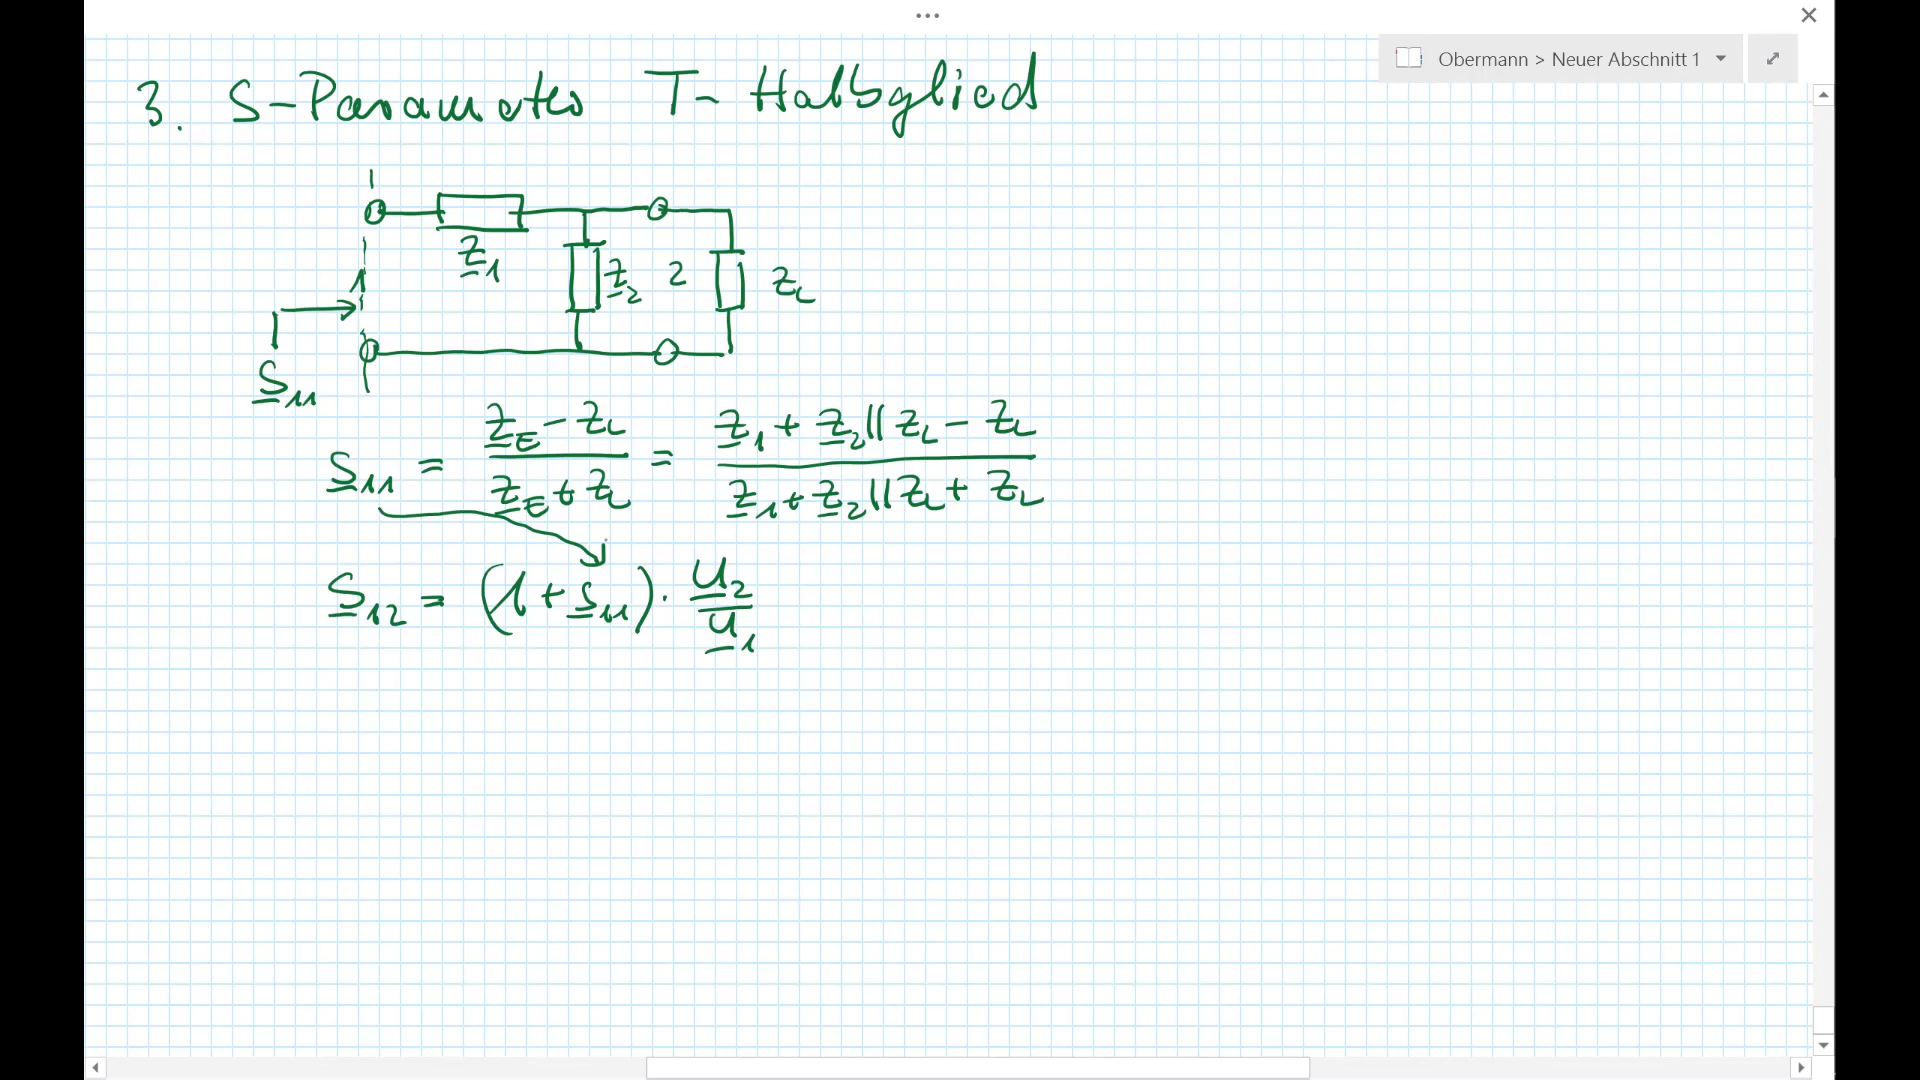 Obermann > Neuer Abschnitt 1
3. S-Parameter T-Halbglied
Z1
Z2
2
ZL
1
S11
S11 = (ZE - ZL) / (ZE + ZL) = (Z1 + Z2||ZL - ZL) / (Z1 + Z2||ZL + ZL)
S12 = (1 + S11) · U2 / U1